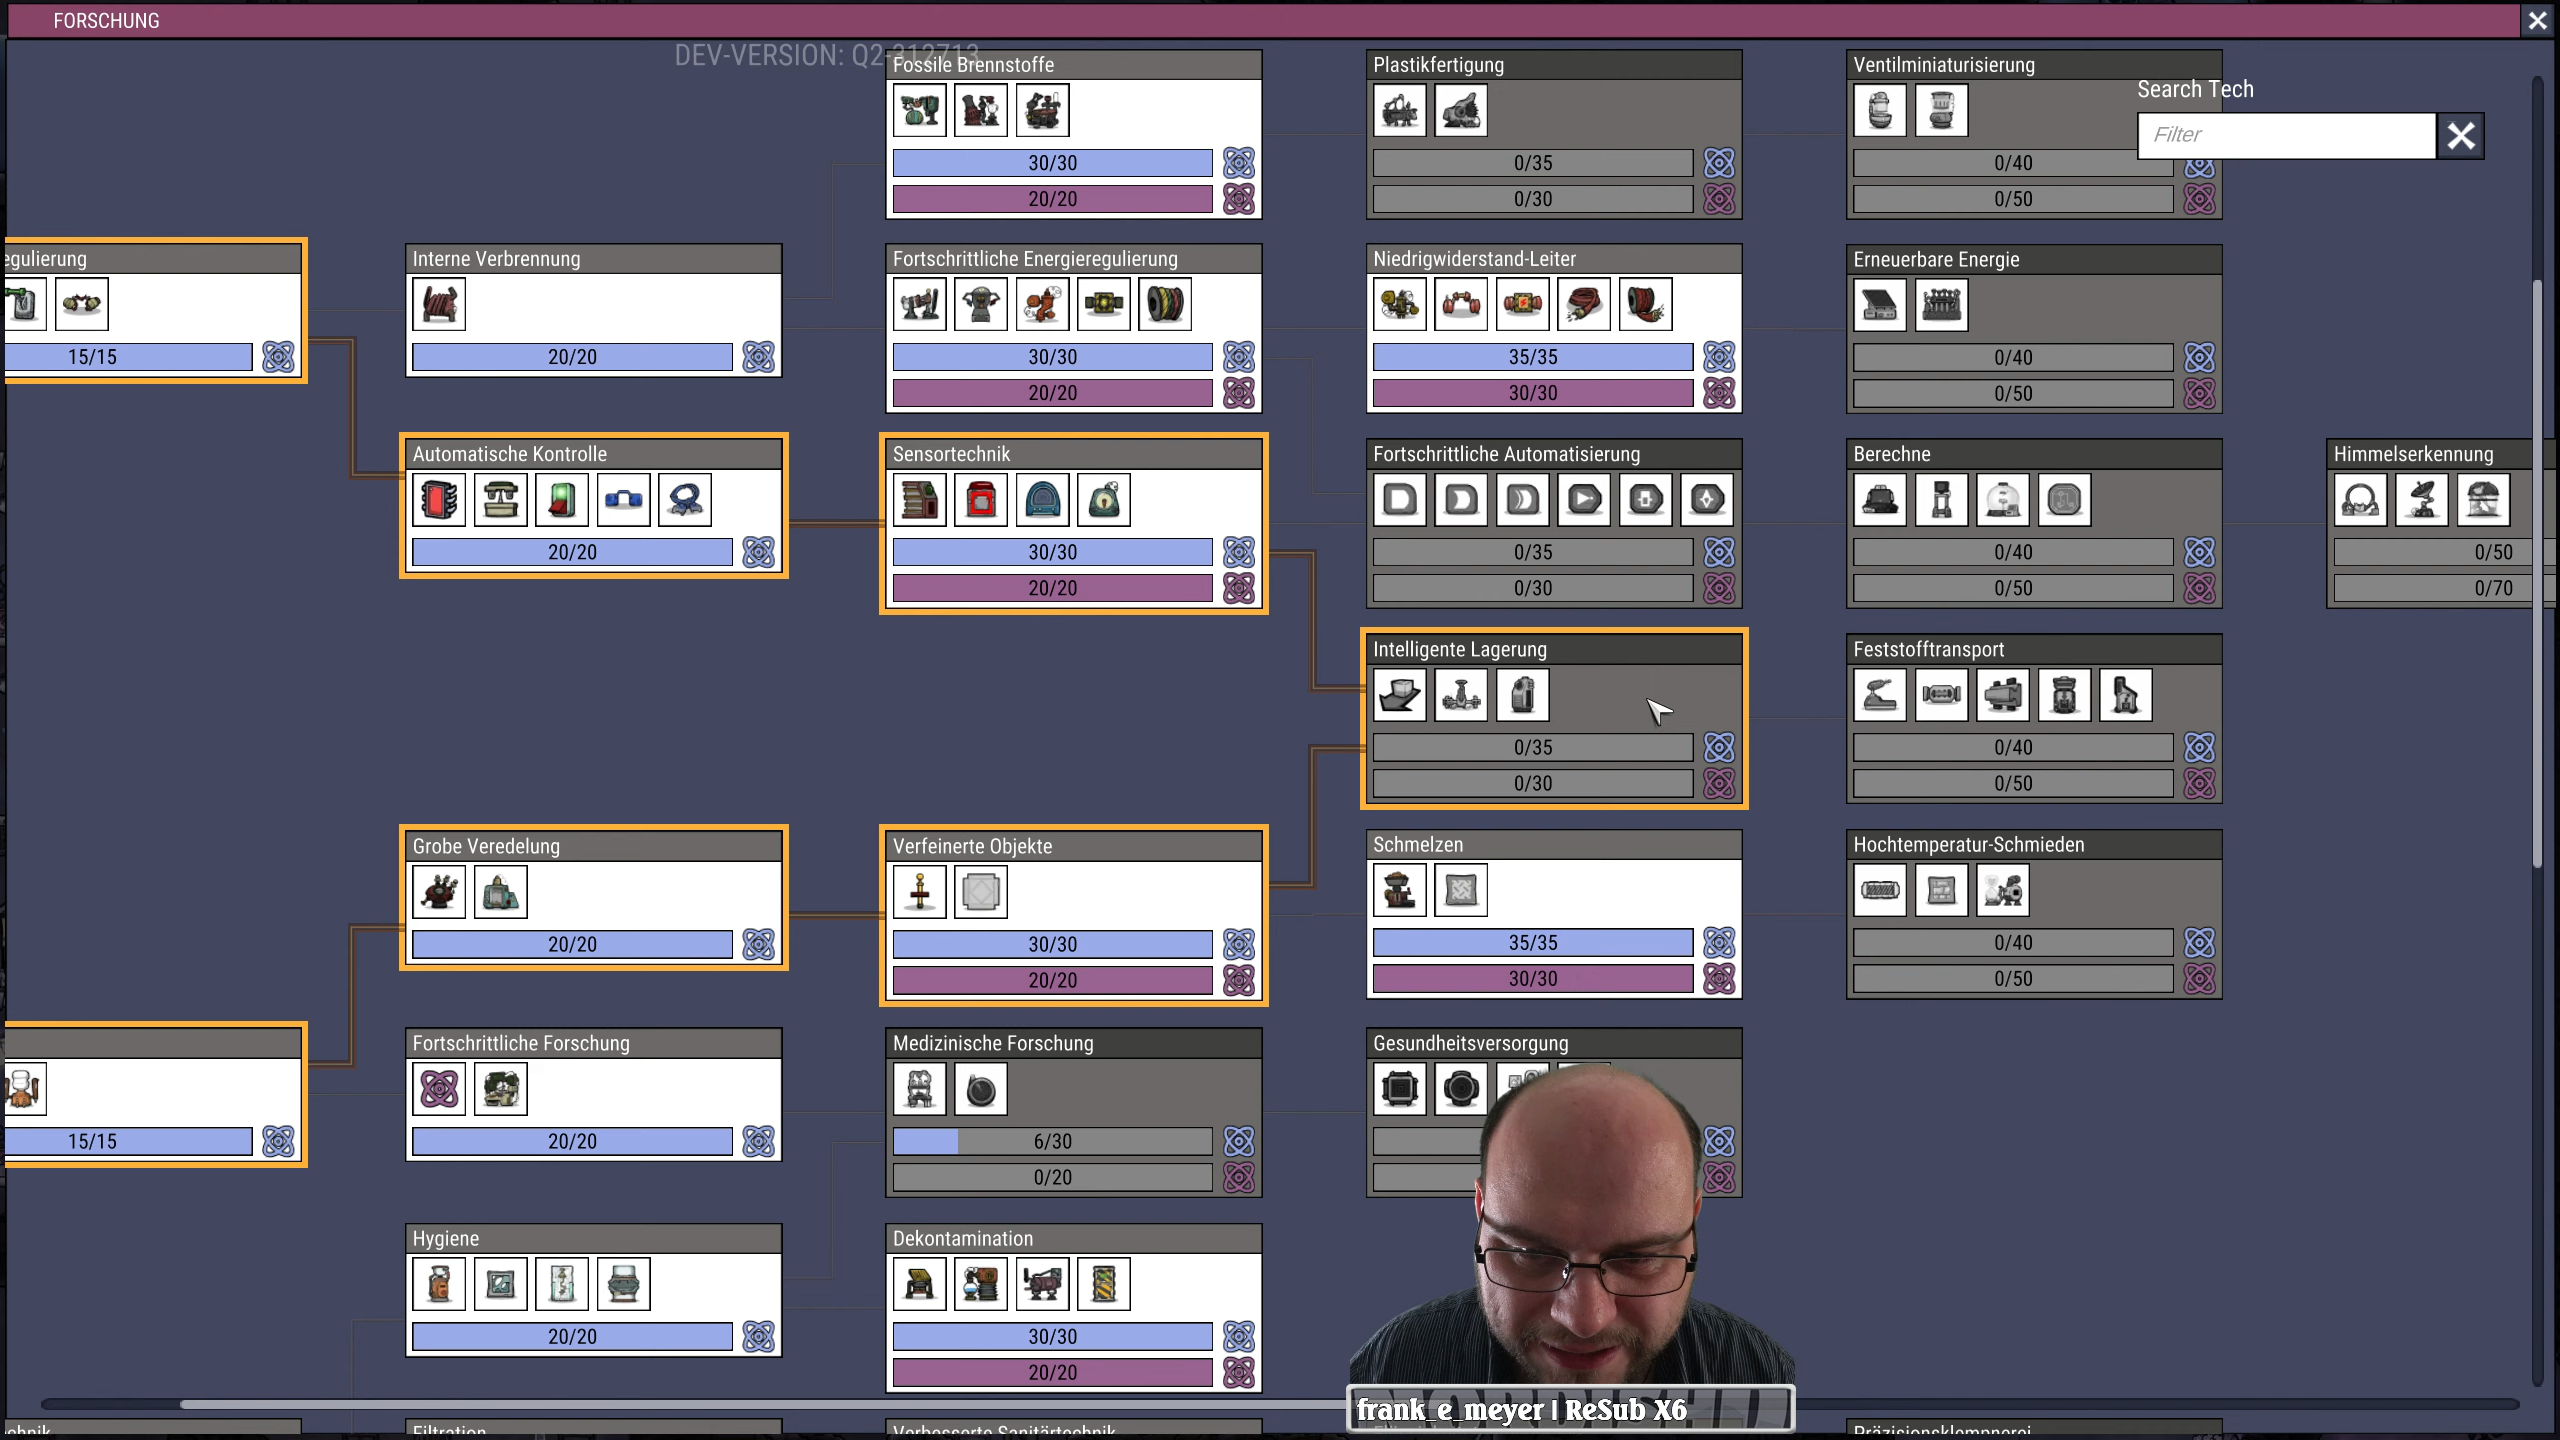 FORSCHUNG
DEV-VERSION: Q2-312713
Fossile Brennstoffe
30/30
20/20
Plastikfertigung
0/35
0/30
Ventilminiaturisierung
0/40
0/50
Search Tech
Filter
egulierung
15/15
Interne Verbrennung
20/20
Fortschrittliche Energieregulierung
30/30
20/20
Niedrigwiderstand-Leiter
35/35
30/30
Erneuerbare Energie
0/40
0/50
Automatische Kontrolle
20/20
Sensortechnik
30/30
20/20
Fortschrittliche Automatisierung
0/35
0/30
Berechne
0/40
0/50
Himmelserkennung
0/50
0/70
Intelligente Lagerung
0/35
0/30
Feststofftransport
0/40
0/50
Grobe Veredelung
20/20
Verfeinerte Objekte
30/30
20/20
Schmelzen
35/35
30/30
Hochtemperatur-Schmieden
0/40
0/50
15/15
Fortschrittliche Forschung
20/20
Medizinische Forschung
6/30
0/20
Gesundheitsversorgung
Hygiene
20/20
Dekontamination
30/30
20/20
frank_e_meyer | ReSub X6
chnik
Filtration
Verbesserte Sanitärtechnik
Präzisionsklempnerei